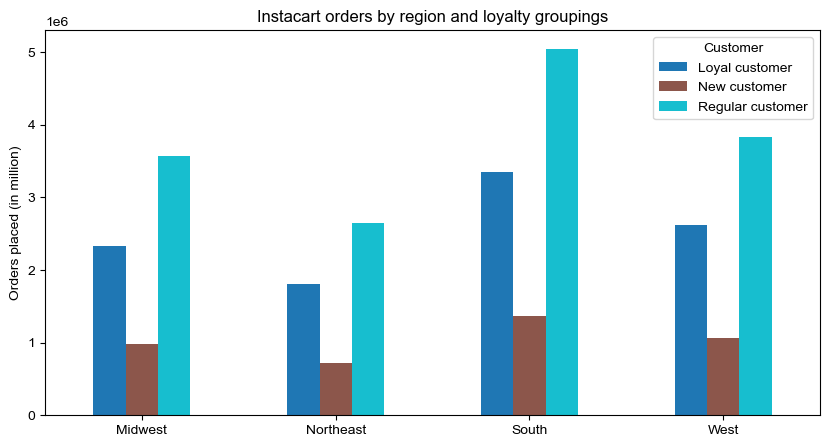 Instacart orders by region and loyalty groupings
1e6
Customer
Loyal customer
New customer
Regular customer
Orders placed (in million)
5
4
3
2
1
0
Midwest Northeast South West